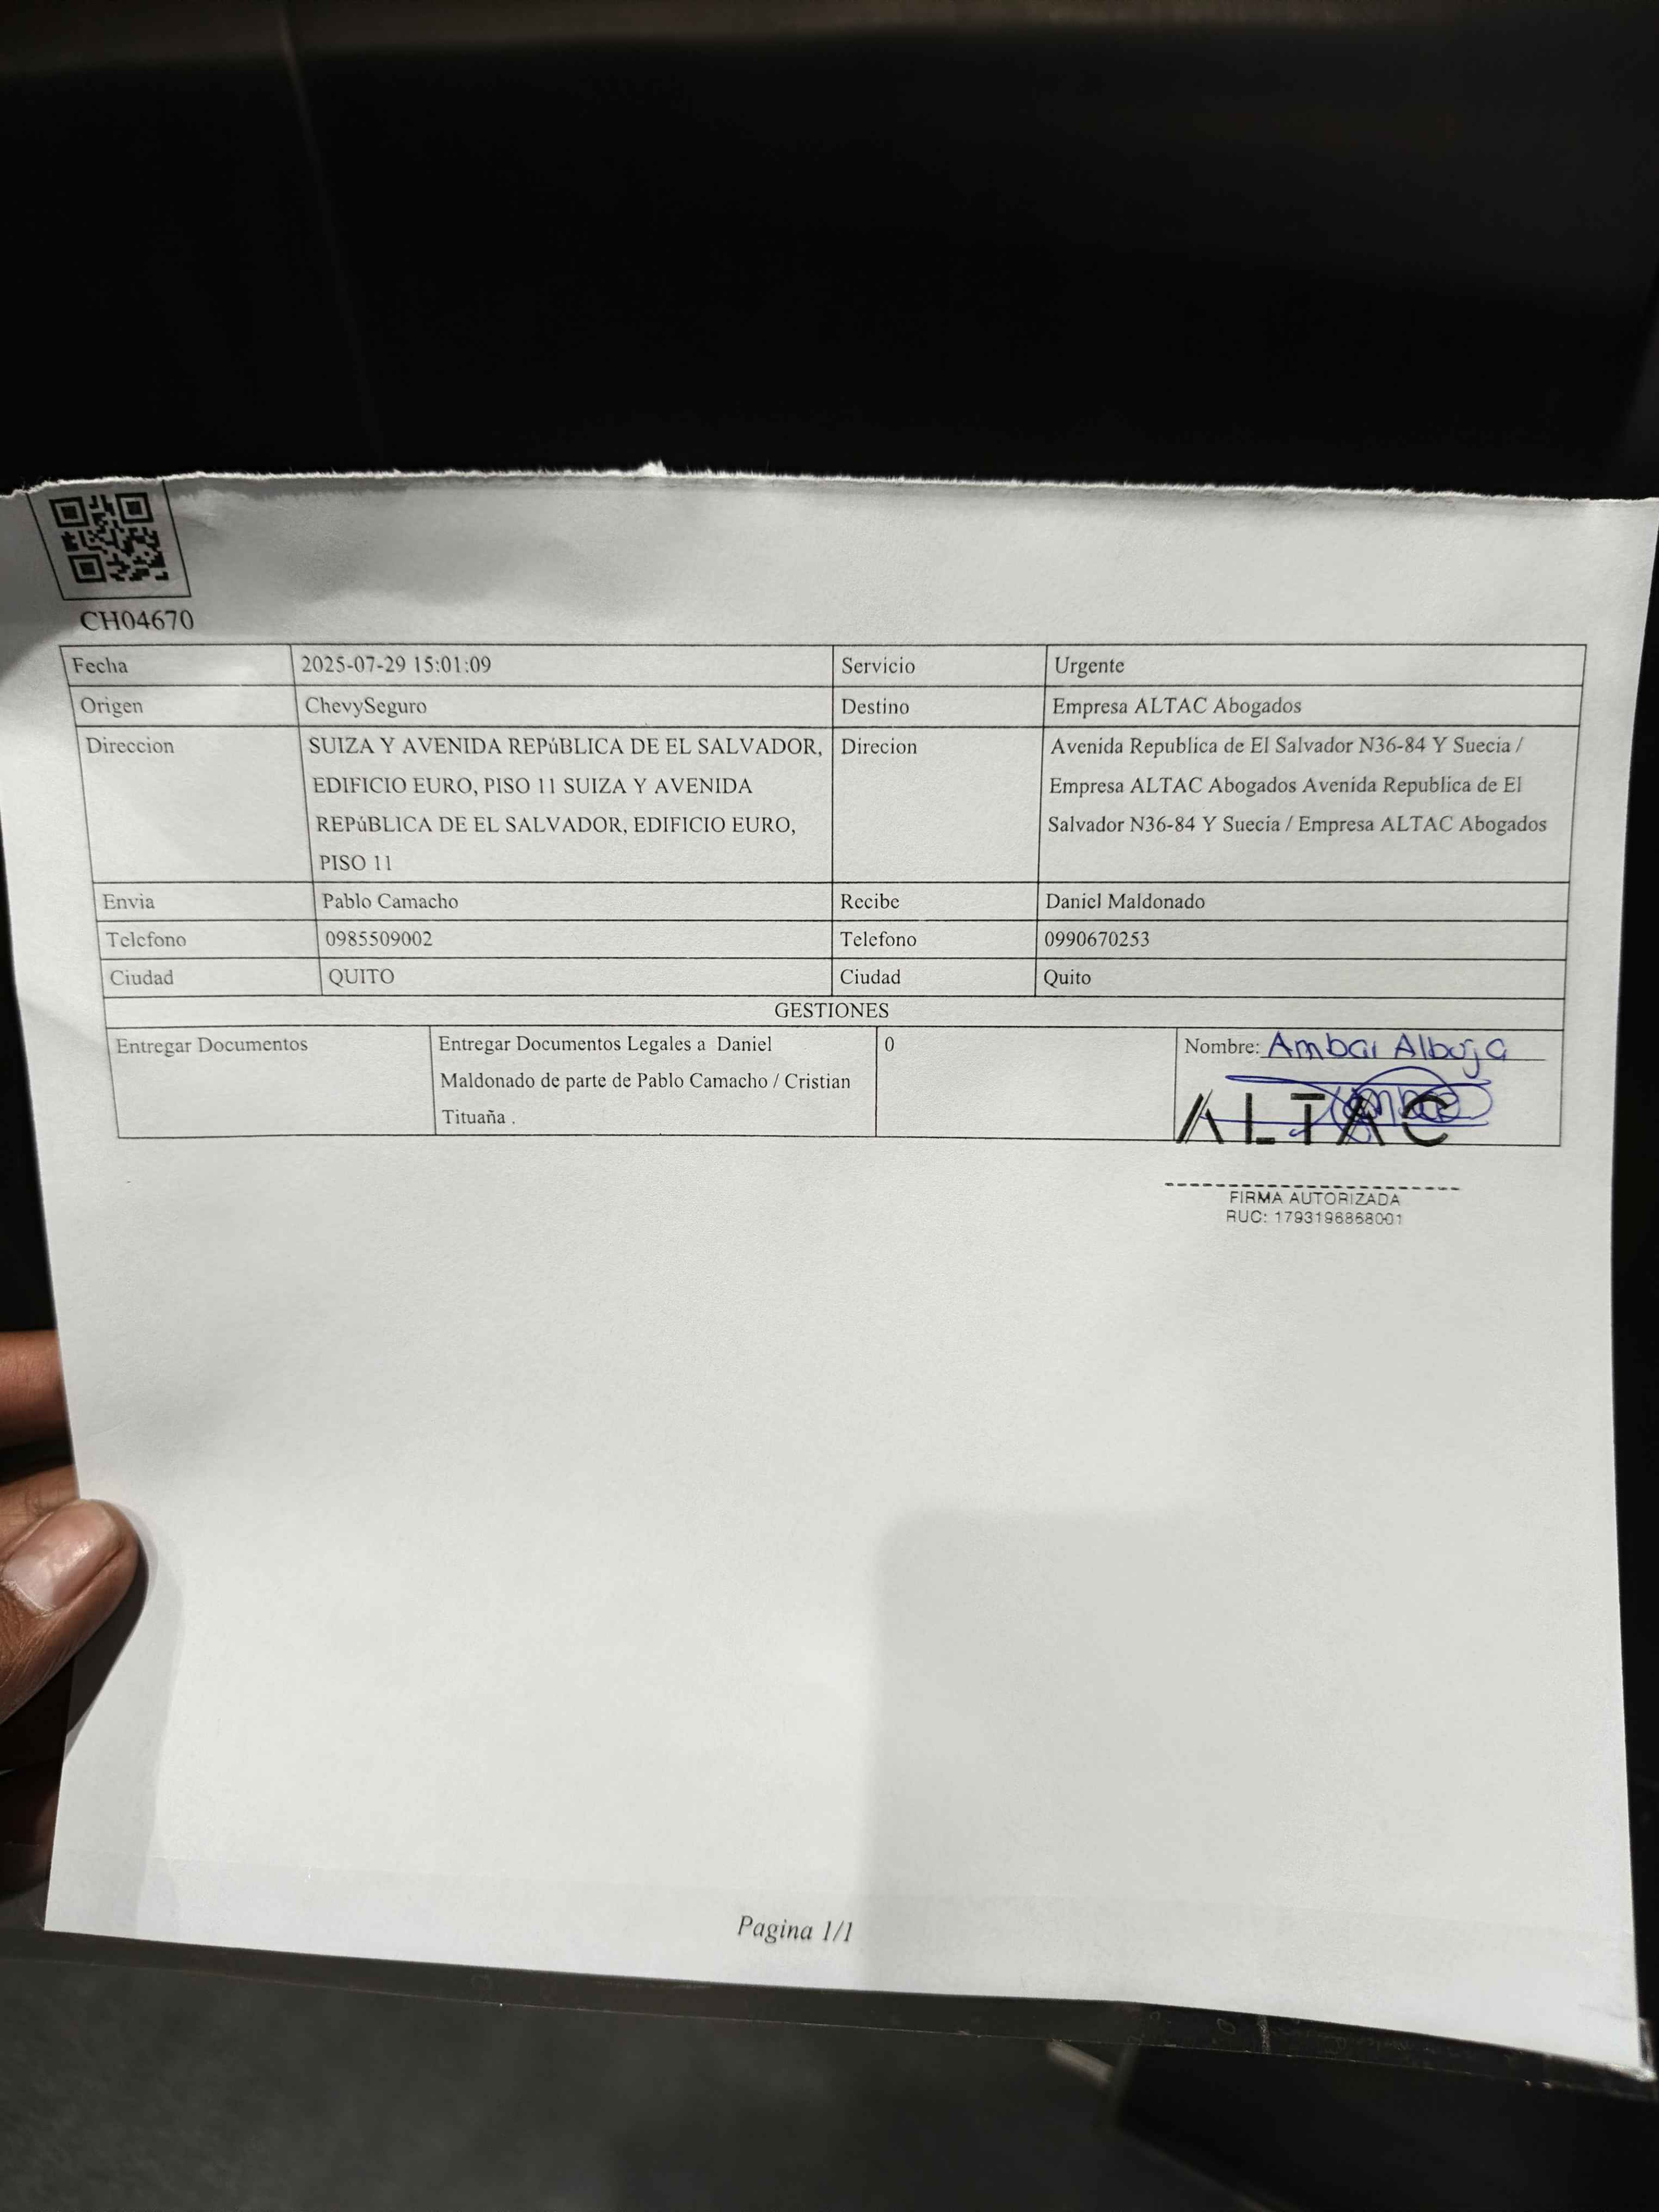 CH04670
Fecha 2025-07-29 15:01:09 Servicio Urgente
Origen ChevySeguro Destino Empresa ALTAC Abogados
Direccion SUIZA Y AVENIDA REPúBLICA DE EL SALVADOR, Direcion Avenida Republica de El Salvador N36-84 Y Suecia /
EDIFICIO EURO, PISO 11 SUIZA Y AVENIDA Empresa ALTAC Abogados Avenida Republica de El
REPúBLICA DE EL SALVADOR, EDIFICIO EURO, Salvador N36-84 Y Suecia / Empresa ALTAC Abogados
PISO 11
Envia Pablo Camacho Recibe Daniel Maldonado
Telefono 0985509002 Telefono 0990670253
Ciudad QUITO Ciudad Quito
GESTIONES
Entregar Documentos Entregar Documentos Legales a Daniel 0 Nombre: Ambar Albuja
Maldonado de parte de Pablo Camacho / Cristian
Tituaña .
ALTAC
FIRMA AUTORIZADA
RUC: 1793196868001
Pagina 1/1